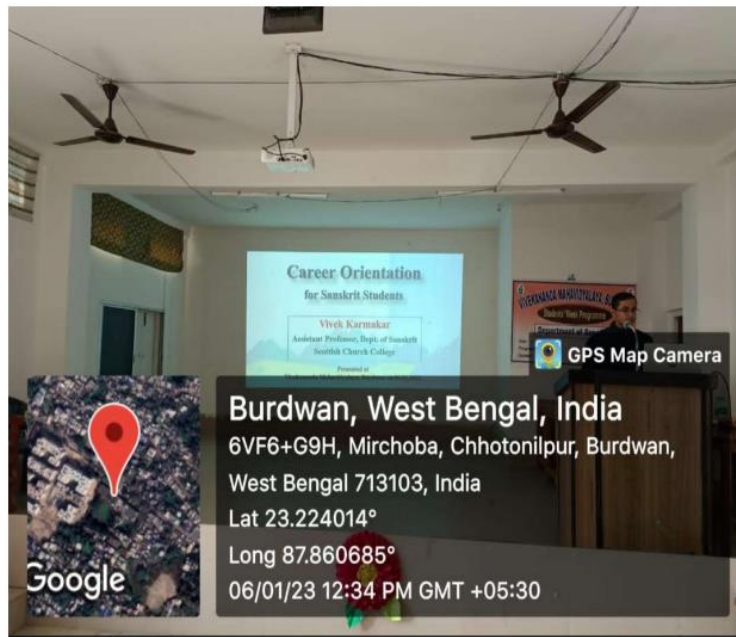 Career Orientation
for Sanskrit Students
Vivek Karmakar
Assistant Professor, Dept. of Sanskrit
Scottish Church College
Presented at
VIVEKANANDA MAHAVIDYALAYA,
Students' Week Programme
Department of
GPS Map Camera
Burdwan, West Bengal, India
6VF6+G9H, Mirchoba, Chhotonilpur, Burdwan,
West Bengal 713103, India
Lat 23.224014°
Long 87.860685°
06/01/23 12:34 PM GMT +05:30
Google